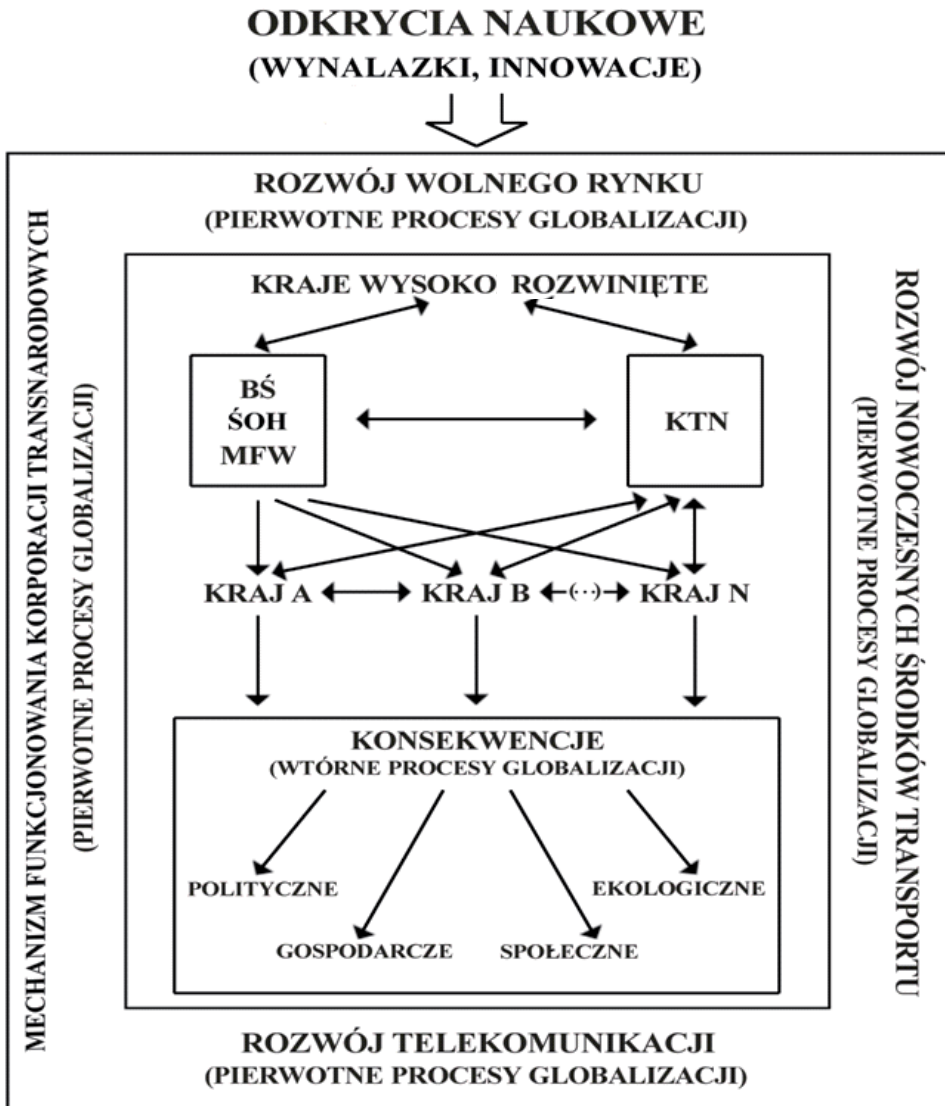 ODKRYCIA NAUKOWE
(WYNALAZKI, INNOWACJE)
ROZWÓJ WOLNEGO RYNKU
(PIERWOTNE PROCESY GLOBALIZACJI)
MECHANIZM FUNKCJONOWANIA KORPORACJI TRANSNARODOWYCH
(PIERWOTNE PROCESY GLOBALIZACJI)
KRAJE WYSOKO ROZWINIĘTE
BŚ
ŚOH
MFW
KTN
KRAJ A
KRAJ B
(...)
KRAJ N
KONSEKWENCJE
(WTÓRNE PROCESY GLOBALIZACJI)
POLITYCZNE
EKOLOGICZNE
GOSPODARCZE
SPOŁECZNE
ROZWÓJ NOWOCZESNYCH ŚRODKÓW TRANSPORTU
(PIERWOTNE PROCESY GLOBALIZACJI)
ROZWÓJ TELEKOMUNIKACJI
(PIERWOTNE PROCESY GLOBALIZACJI)